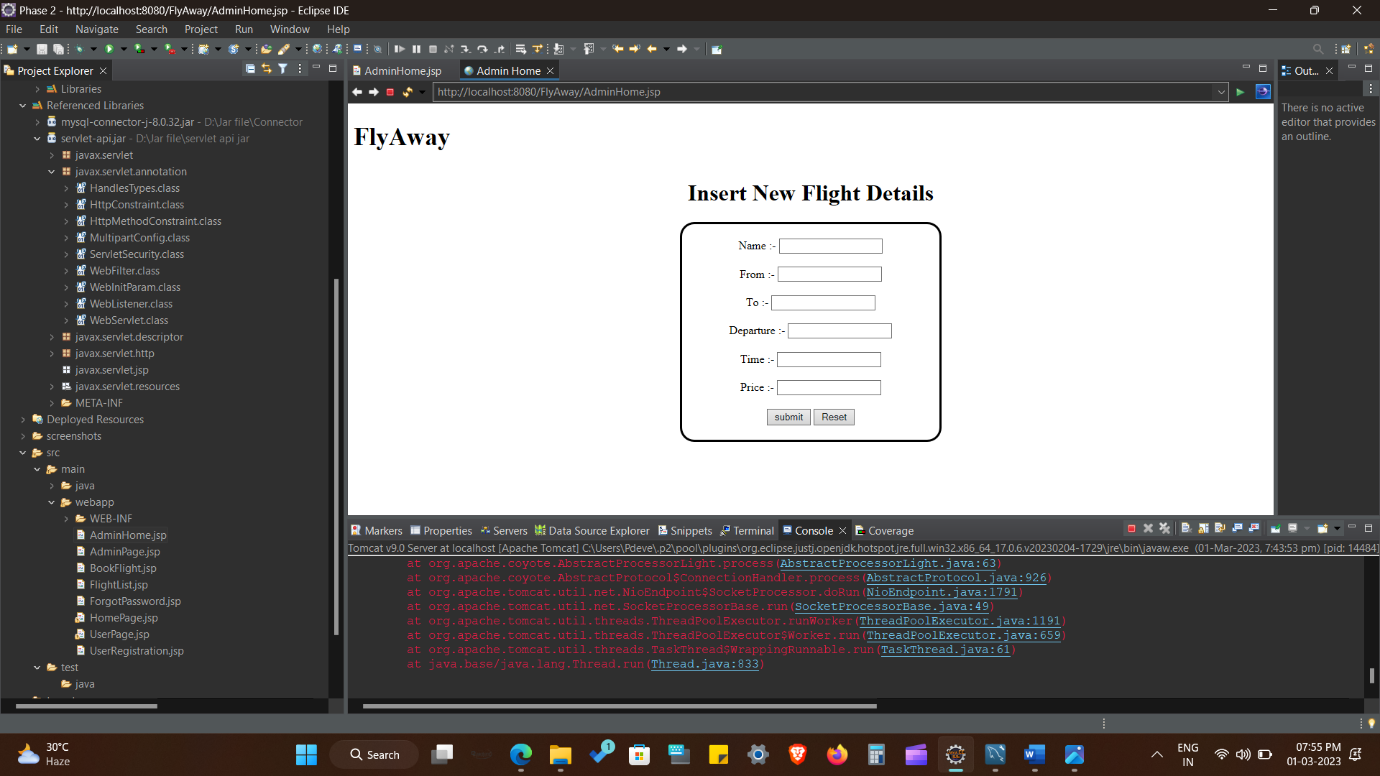 Phase 2 - http://localhost:8080/FlyAway/AdminHome.jsp - Eclipse IDE
File Edit Navigate Search Project Run Window Help
Project Explorer
Libraries
Referenced Libraries
mysql-connector-j-8.0.32.jar - D:\Jar file\Connector
servlet-api.jar - D:\Jar file\servlet api jar
javax.servlet
javax.servlet.annotation
HandlesTypes.class
HttpConstraint.class
HttpMethodConstraint.class
MultipartConfig.class
ServletSecurity.class
WebFilter.class
WebInitParam.class
WebListener.class
WebServlet.class
javax.servlet.descriptor
javax.servlet.http
javax.servlet.jsp
javax.servlet.resources
META-INF
Deployed Resources
screenshots
src
main
java
webapp
WEB-INF
AdminHome.jsp
AdminPage.jsp
BookFlight.jsp
FlightList.jsp
ForgotPassword.jsp
HomePage.jsp
UserPage.jsp
UserRegistration.jsp
test
java
AdminHome.jsp Admin Home
http://localhost:8080/FlyAway/AdminHome.jsp
FlyAway
Insert New Flight Details
Name :-
From :-
To :-
Departure :-
Time :-
Price :-
submit Reset
Out...
There is no active
editor that provides
an outline.
Markers Properties Servers Data Source Explorer Snippets Terminal Console Coverage
Tomcat v9.0 Server at localhost [Apache Tomcat] C:\Users\Pdeve\.p2\pool\plugins\org.eclipse.justj.openjdk.hotspot.jre.full.win32.x86_64_17.0.6.v20230204-1729\jre\bin\javaw.exe (01-Mar-2023, 7:43:53 pm) [pid: 14484]
at org.apache.coyote.AbstractProcessorLight.process(AbstractProcessorLight.java:63)
at org.apache.coyote.AbstractProtocol$ConnectionHandler.process(AbstractProtocol.java:926)
at org.apache.tomcat.util.net.NioEndpoint$SocketProcessor.doRun(NioEndpoint.java:1791)
at org.apache.tomcat.util.net.SocketProcessorBase.run(SocketProcessorBase.java:49)
at org.apache.tomcat.util.threads.ThreadPoolExecutor.runWorker(ThreadPoolExecutor.java:1191)
at org.apache.tomcat.util.threads.ThreadPoolExecutor$Worker.run(ThreadPoolExecutor.java:659)
at org.apache.tomcat.util.threads.TaskThread$WrappingRunnable.run(TaskThread.java:61)
at java.base/java.lang.Thread.run(Thread.java:833)
30°C
Haze
Search
1
ENG
IN
07:55 PM
01-03-2023